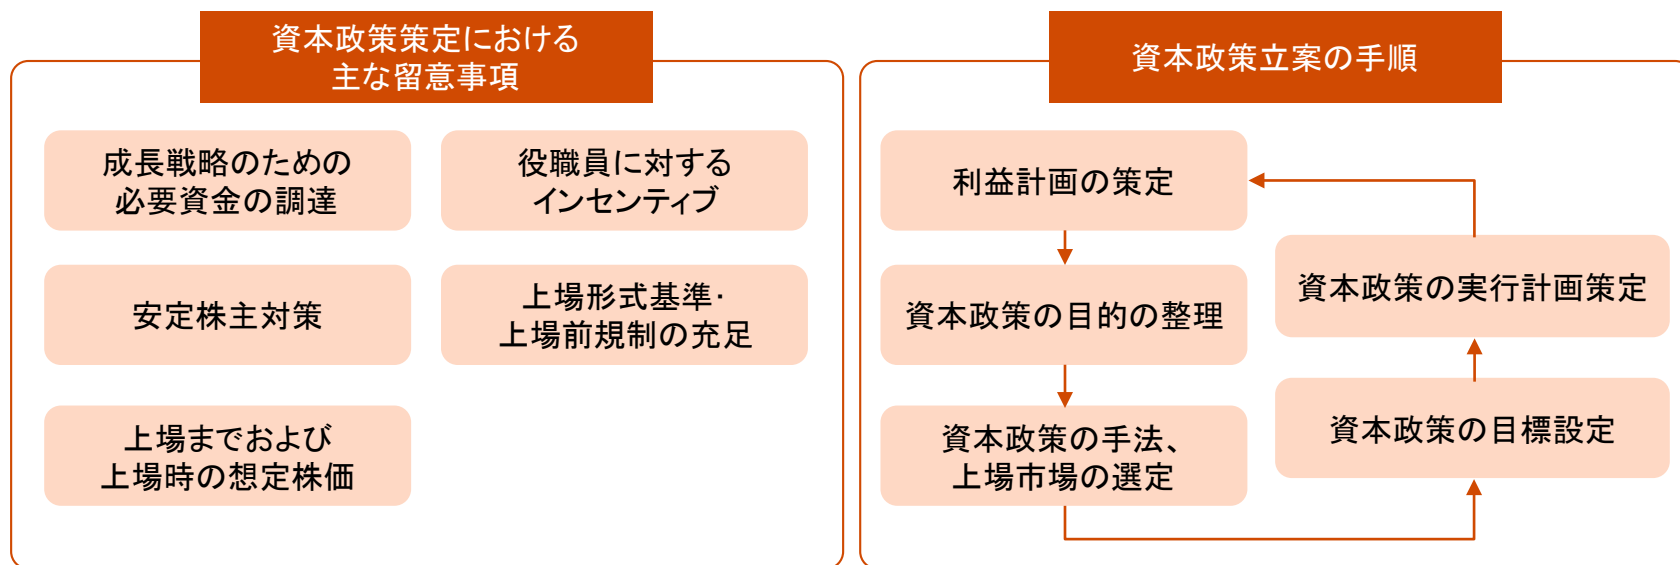 資本政策策定における
主な留意事項
成長戦略のための
必要資金の調達
役職員に対する
インセンティブ
安定株主対策
上場形式基準・
上場前規制の充足
上場までおよび
上場時の想定株価
資本政策立案の手順
利益計画の策定
資本政策の目的の整理
資本政策の手法、
上場市場の選定
資本政策の目標設定
資本政策の実行計画策定